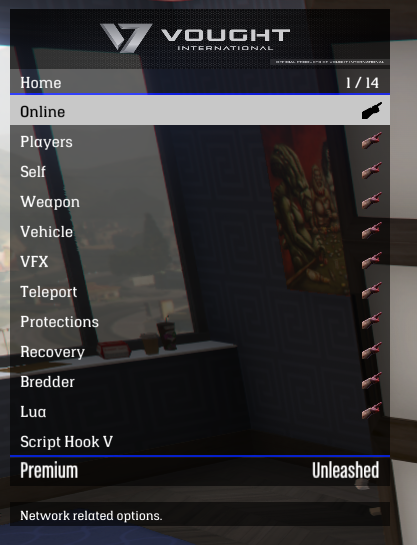 VOUGHT
INTERNATIONAL
Home 1 / 14
Online
Players
Self
Weapon
Vehicle
VFX
Teleport
Protections
Recovery
Bredder
Lua
Script Hook V
Premium Unleashed
Network related options.